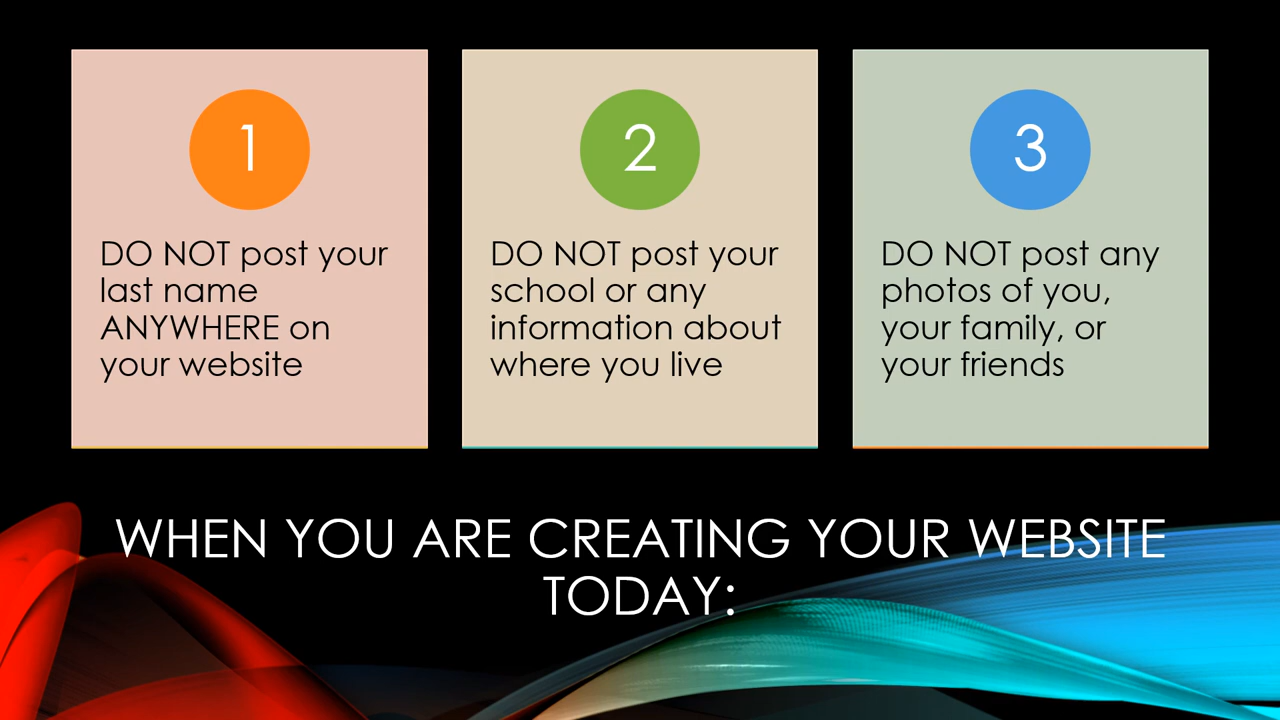 1
DO NOT post your
last name
ANYWHERE on
your website
2
DO NOT post your
school or any
information about
where you live
3
DO NOT post any
photos of you,
your family, or
your friends
WHEN YOU ARE CREATING YOUR WEBSITE
TODAY: